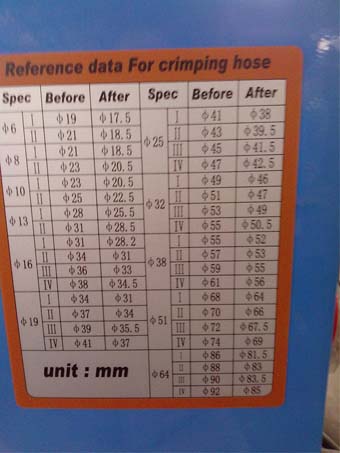 Reference data For crimping hose
Spec Before After Spec Before After
φ6 I φ19 φ17.5 φ25 I φ41 φ38
II φ21 φ18.5 II φ43 φ39.5
φ8 I φ21 φ18.5 III φ45 φ41.5
II φ23 φ20.5 IV φ47 φ42.5
φ10 I φ23 φ20.5 φ32 I φ49 φ46
II φ25 φ22.5 II φ51 φ47
φ13 I φ28 φ25.5 III φ53 φ49
II φ31 φ28.5 IV φ55 φ50.5
φ16 I φ31 φ28.2 φ38 I φ55 φ52
II φ34 φ31 II φ57 φ53
III φ36 φ33 III φ59 φ55
IV φ38 φ34.5 IV φ61 φ56
φ19 I φ34 φ31 φ51 I φ68 φ64
II φ37 φ34 II φ70 φ66
III φ39 φ35.5 III φ72 φ67.5
IV φ41 φ37 IV φ74 φ69
unit : mm φ64 I φ86 φ81.5
II φ88 φ83
III φ90 φ83.5
IV φ92 φ85